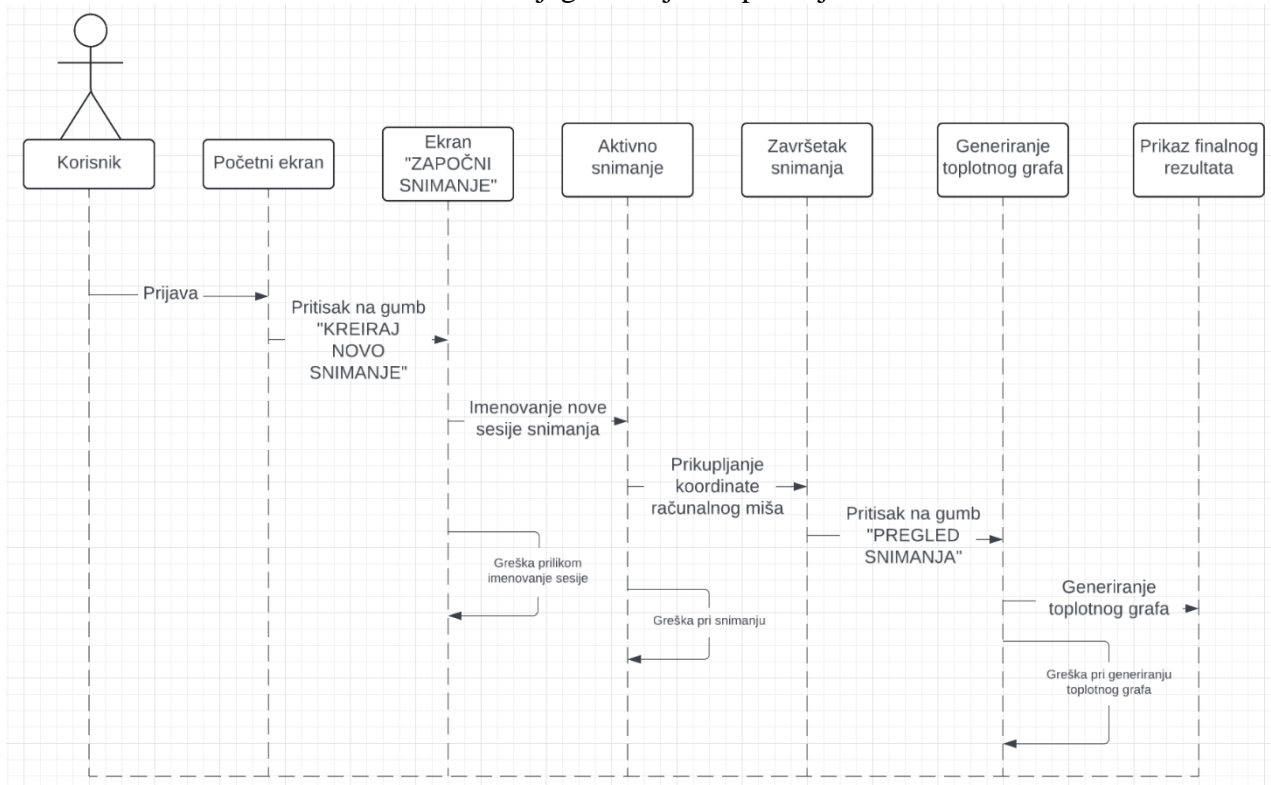 Korisnik
Početni ekran
Ekran
"ZAPOČNI
SNIMANJE"
Aktivno
snimanje
Završetak
snimanja
Generiranje
toplotnog grafa
Prikaz finalnog
rezultata
Prijava
Pritisak na gumb
"KREIRAJ
NOVO
SNIMANJE"
Imenovanje nove
sesije snimanja
Prikupljanje
koordinate
računalnog miša
Pritisak na gumb
"PREGLED
SNIMANJA"
Greška prilikom
imenovanje sesije
Generiranje
toplotnog grafa
Greška pri snimanju
Greška pri generiranju
toplotnog grafa